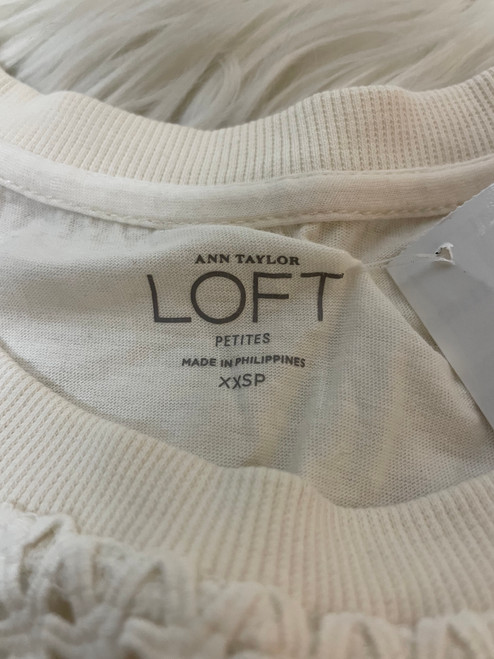 ANN TAYLOR
LOFT
PETITES
MADE IN PHILIPPINES
XXSP